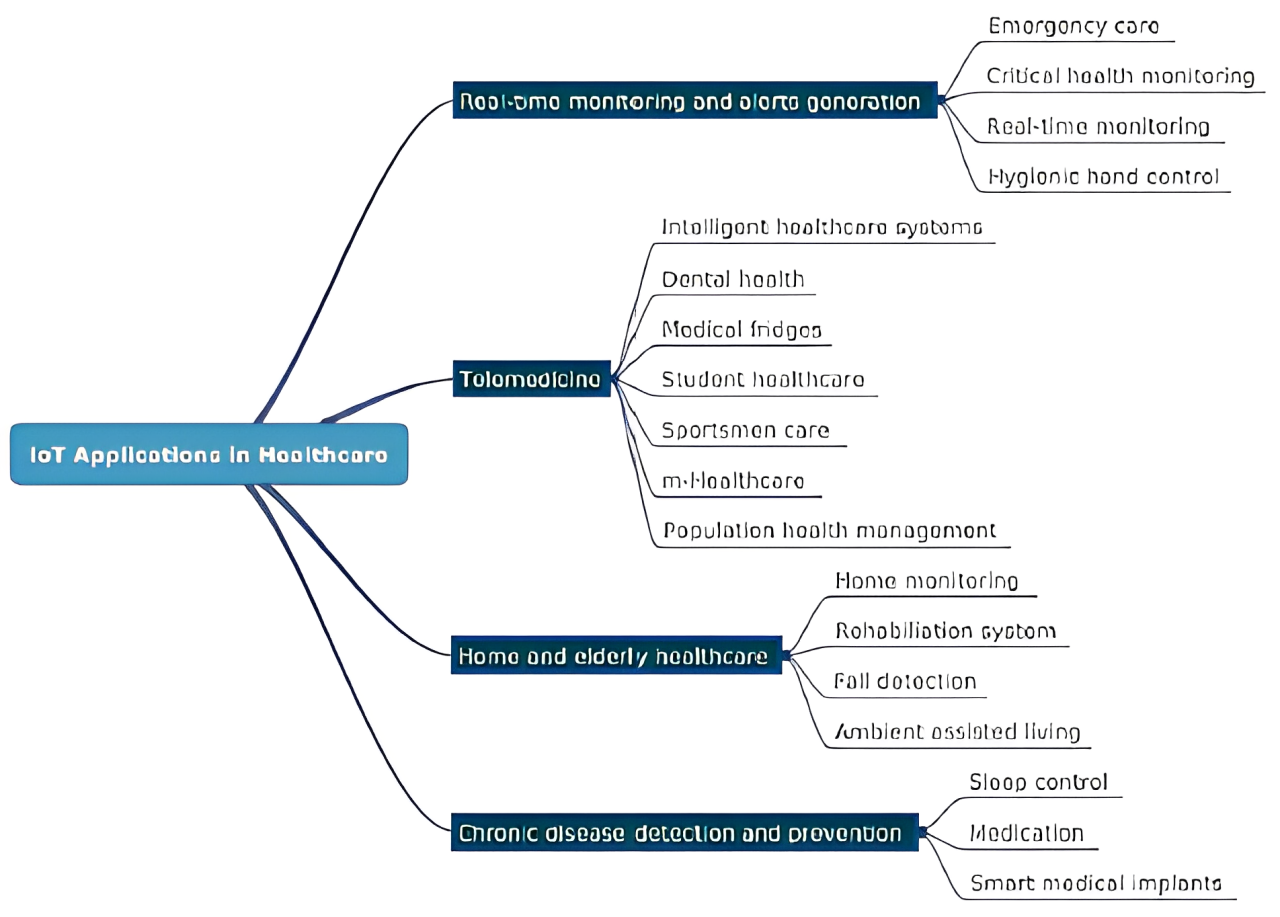 Emergency care
Critical health monitoring
Real-time monitoring and alerts generation
Real-time monitoring
Hygienic hand control
Intelligent healthcare systems
Dental health
Medical fridges
Telemedicine
Student healthcare
Sportsmen care
IoT Applications in Healthcare
m-Healthcare
Population health management
Home monitoring
Rehabiliation system
Home and elderly healthcare
Fall detection
Ambient assisted living
Sleep control
Chronic disease detection and prevention
Medication
Smart medical implants